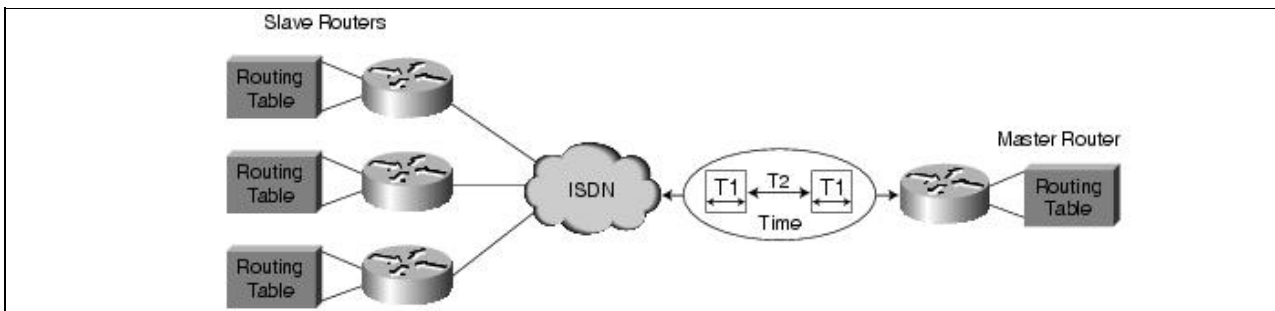 Slave Routers
Routing
Table
Routing
Table
Routing
Table
ISDN
T1
T2
T1
Time
Master Router
Routing
Table